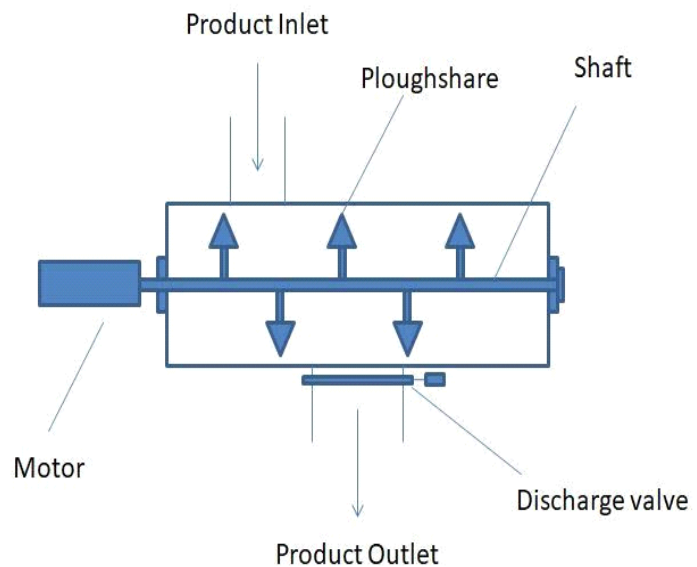 Product Inlet
Ploughshare
Shaft
Motor
Discharge valve
Product Outlet